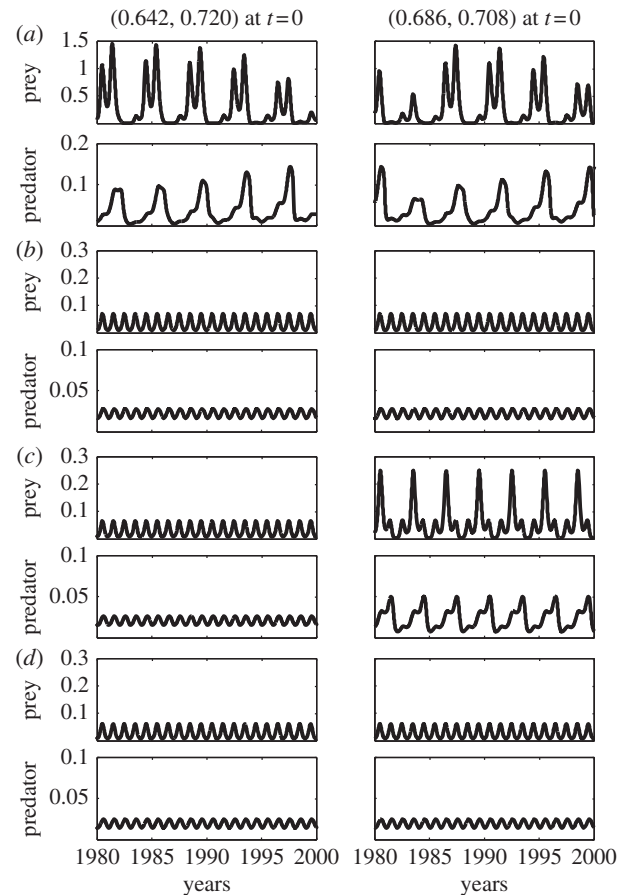 (0.642, 0.720) at t=0
(0.686, 0.708) at t=0
(a)
prey
1.5
1
0.5
predator
0.2
0.1
(b)
prey
0.3
0.2
0.1
predator
0.1
0.05
(c)
prey
0.3
0.2
0.1
predator
0.1
0.05
(d)
prey
0.3
0.2
0.1
predator
0.1
0.05
1980 1985 1990 1995 2000
1980 1985 1990 1995 2000
years
years